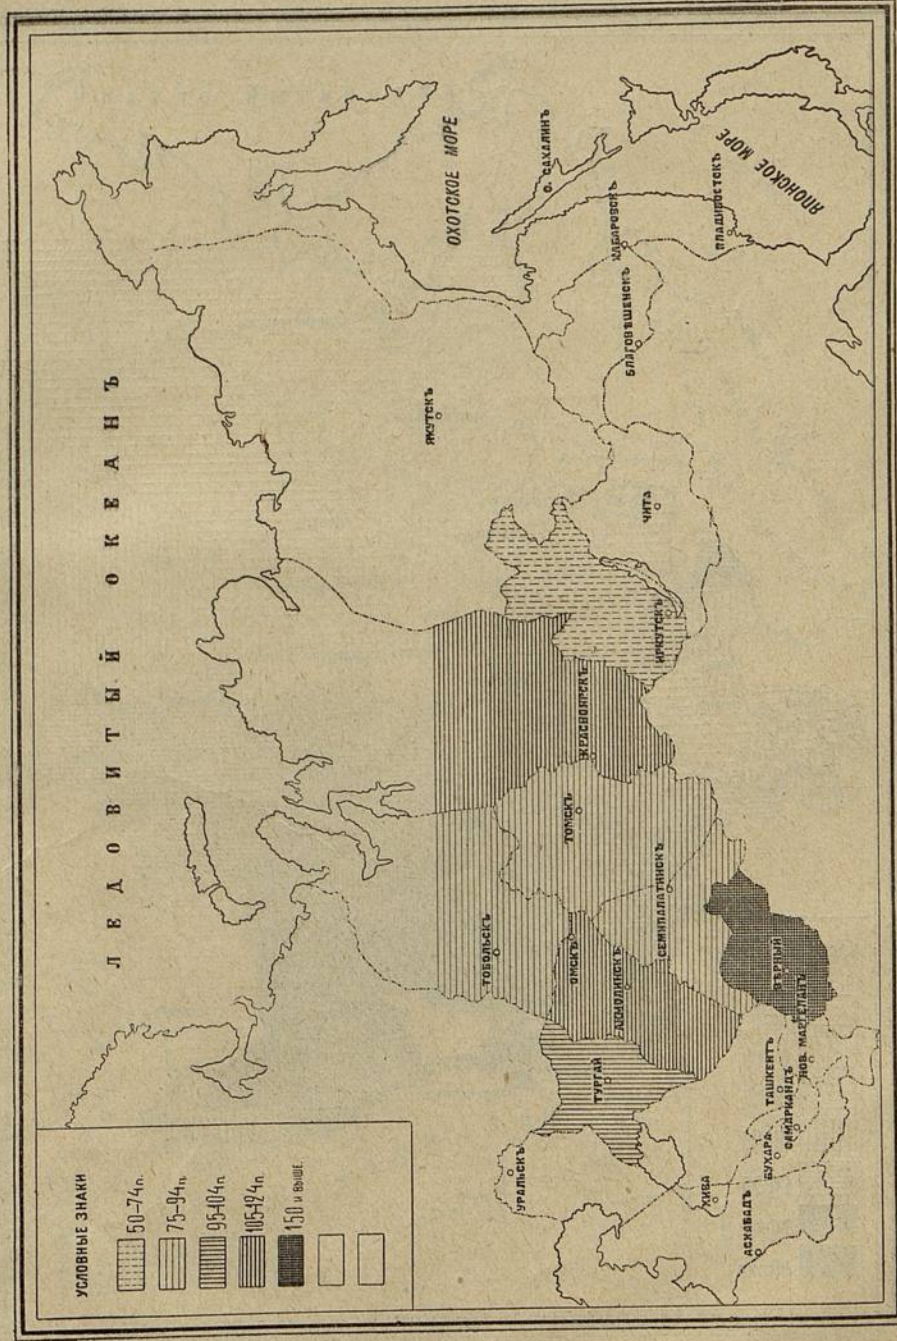 ЛЕДОВИТЫЙ ОКЕАНЪ
ОХОТСКОЕ МОРЕ
о. САХАЛИНЪ
ЯПОНСКОЕ МОРЕ
ЯКУТСКЪ
ХАБАРОВСКЪ
БЛАГОВѢЩЕНСКЪ
ВЛАДИВОСТСКЪ
ЧИТА
ИРКУТСКЪ
КРАСНОЯРСКЪ
ТОМСКЪ
ТОБОЛЬСКЪ
ОМСКЪ
СЕМИПАЛАТИНСКЪ
АКМОЛИНСКЪ
ТУРГАЙ
УРАЛЬСКЪ
ВѢРНЫЙ
НОВ. МАРГЕЛАНЪ
ТАШКЕНТЪ
САМАРКАНДЪ
БУХАРА
ХИВА
АСХАБАДЪ
УСЛОВНЫЕ ЗНАКИ
50-74п.
75-94п.
95-104п.
105-124п.
150 и ВЫШЕ.